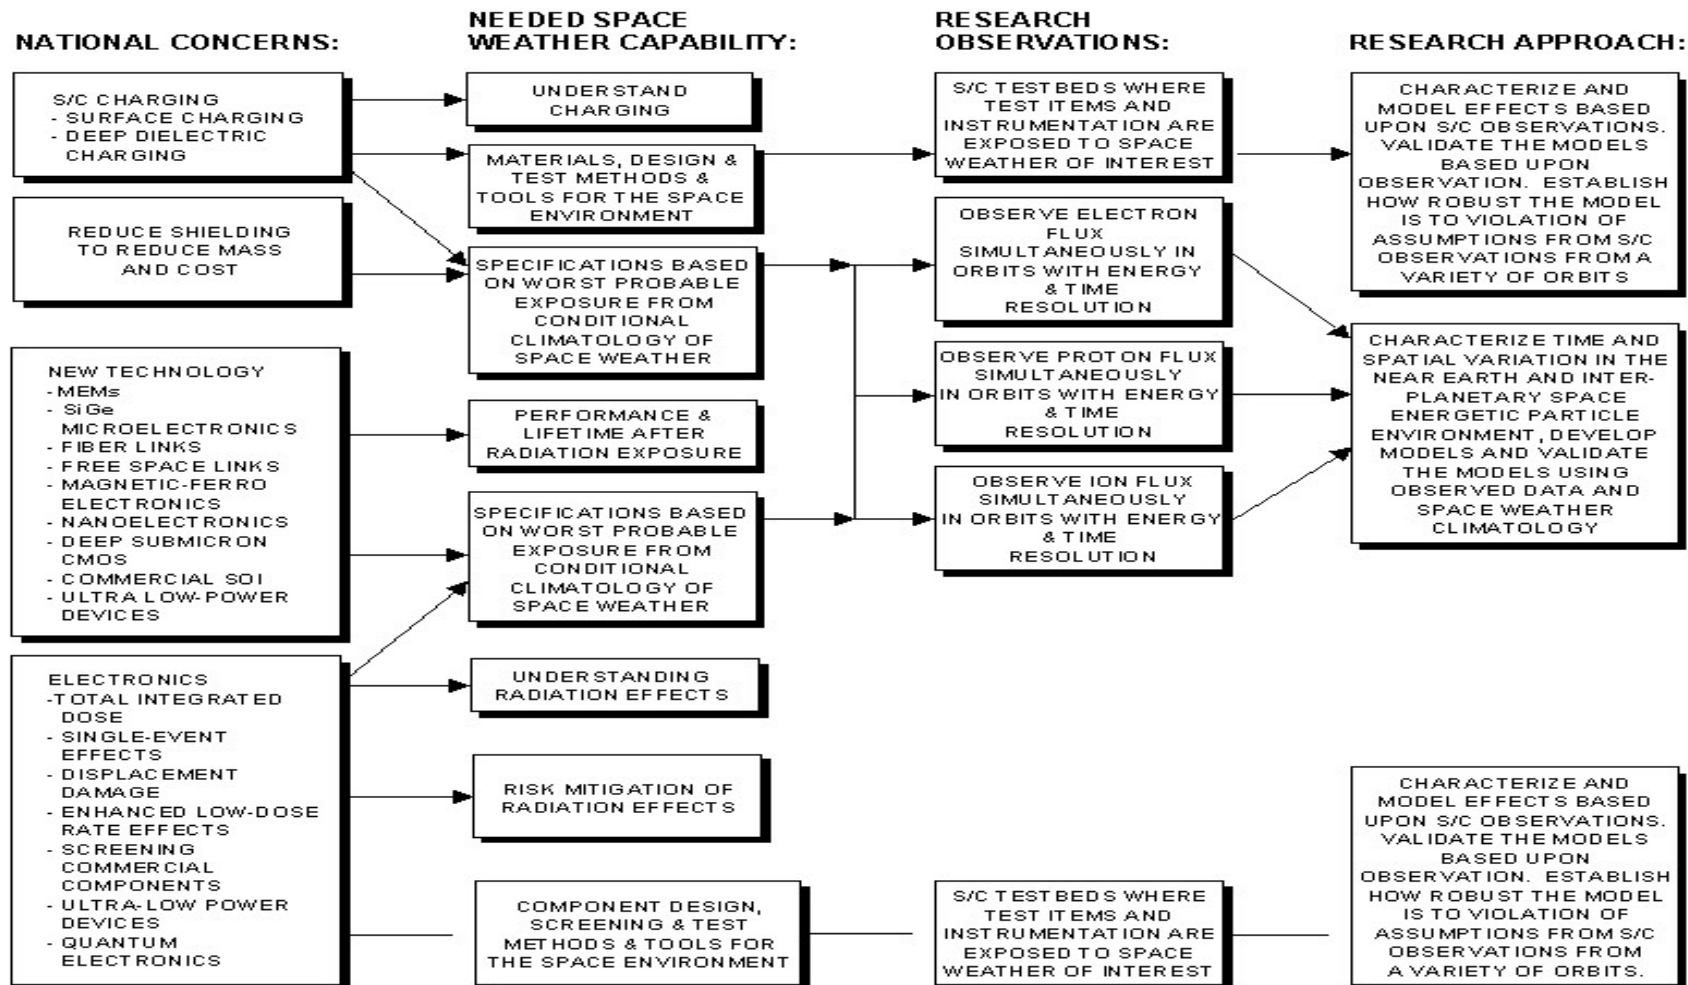 NATIONAL CONCERNS:
NEEDED SPACE
WEATHER CAPABILITY:
RESEARCH
OBSERVATIONS:
RESEARCH APPROACH:
S/C CHARGING
- SURFACE CHARGING
- DEEP DIELECTRIC
CHARGING
REDUCE SHIELDING
TO REDUCE MASS
AND COST
NEW TECHNOLOGY
- MEMs
- SiGe
MICROELECTRONICS
- FIBER LINKS
- FREE SPACE LINKS
- MAGNETIC-FERRO
ELECTRONICS
- NANOELECTRONICS
- DEEP SUBMICRON
CMOS
- COMMERCIAL SOI
- ULTRA LOW-POWER
DEVICES
ELECTRONICS
-TOTAL INTEGRATED
DOSE
- SINGLE-EVENT
EFFECTS
- DISPLACEMENT
DAMAGE
- ENHANCED LOW-DOSE
RATE EFFECTS
- SCREENING
COMMERCIAL
COMPONENTS
- ULTRA-LOW POWER
DEVICES
- QUANTUM
ELECTRONICS
UNDERSTAND
CHARGING
MATERIALS, DESIGN &
TEST METHODS &
TOOLS FOR THE SPACE
ENVIRONMENT
SPECIFICATIONS BASED
ON WORST PROBABLE
EXPOSURE FROM
CONDITIONAL
CLIMATOLOGY OF
SPACE WEATHER
PERFORMANCE &
LIFETIME AFTER
RADIATION EXPOSURE
SPECIFICATIONS BASED
ON WORST PROBABLE
EXPOSURE FROM
CONDITIONAL
CLIMATOLOGY OF
SPACE WEATHER
UNDERSTANDING
RADIATION EFFECTS
RISK MITIGATION OF
RADIATION EFFECTS
COMPONENT DESIGN,
SCREENING & TEST
METHODS & TOOLS FOR
THE SPACE ENVIRONMENT
S/C TESTBEDS WHERE
TEST ITEMS AND
INSTRUMENTATION ARE
EXPOSED TO SPACE
WEATHER OF INTEREST
OBSERVE ELECTRON
FLUX
SIMULTANEOUSLY IN
ORBITS WITH ENERGY
& TIME
RESOLUTION
OBSERVE PROTON FLUX
SIMULTANEOUSLY
IN ORBITS WITH ENERGY
& TIME
RESOLUTION
OBSERVE ION FLUX
SIMULTANEOUSLY
IN ORBITS WITH ENERGY
& TIME
RESOLUTION
S/C TESTBEDS WHERE
TEST ITEMS AND
INSTRUMENTATION ARE
EXPOSED TO SPACE
WEATHER OF INTEREST
CHARACTERIZE AND
MODEL EFFECTS BASED
UPON S/C OBSERVATIONS.
VALIDATE THE MODELS
BASED UPON
OBSERVATION. ESTABLISH
HOW ROBUST THE MODEL
IS TO VIOLATION OF
ASSUMPTIONS FROM S/C
OBSERVATIONS FROM A
VARIETY OF ORBITS
CHARACTERIZE TIME AND
SPATIAL VARIATION IN THE
NEAR EARTH AND INTER-
PLANETARY SPACE
ENERGETIC PARTICLE
ENVIRONMENT, DEVELOP
MODELS AND VALIDATE
THE MODELS USING
OBSERVED DATA AND
SPACE WEATHER
CLIMATOLOGY
CHARACTERIZE AND
MODEL EFFECTS BASED
UPON S/C OBSERVATIONS.
VALIDATE THE MODELS
BASED UPON
OBSERVATION. ESTABLISH
HOW ROBUST THE MODEL
IS TO VIOLATION OF
ASSUMPTIONS FROM S/C
OBSERVATIONS FROM
A VARIETY OF ORBITS.